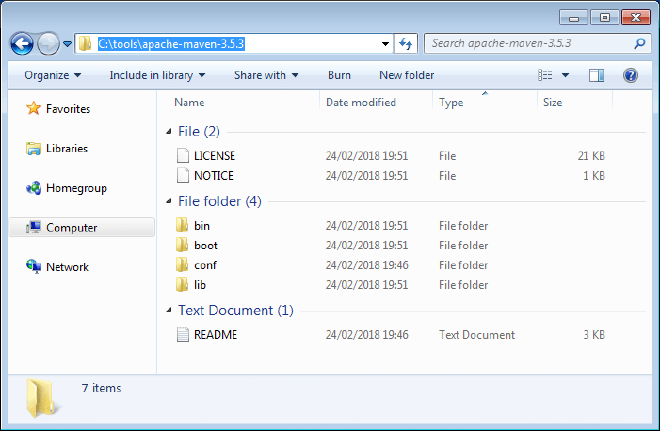 C:\tools\apache-maven-3.5.3 Search apache-maven-3.5.3
Organize Include in library Share with Burn New folder
Name Date modified Type Size
Favorites
Libraries
Homegroup
Computer
Network
File (2)
LICENSE 24/02/2018 19:51 File 21 KB
NOTICE 24/02/2018 19:51 File 1 KB
File folder (4)
bin 24/02/2018 19:51 File folder
boot 24/02/2018 19:51 File folder
conf 24/02/2018 19:46 File folder
lib 24/02/2018 19:51 File folder
Text Document (1)
README 24/02/2018 19:46 Text Document 3 KB
7 items